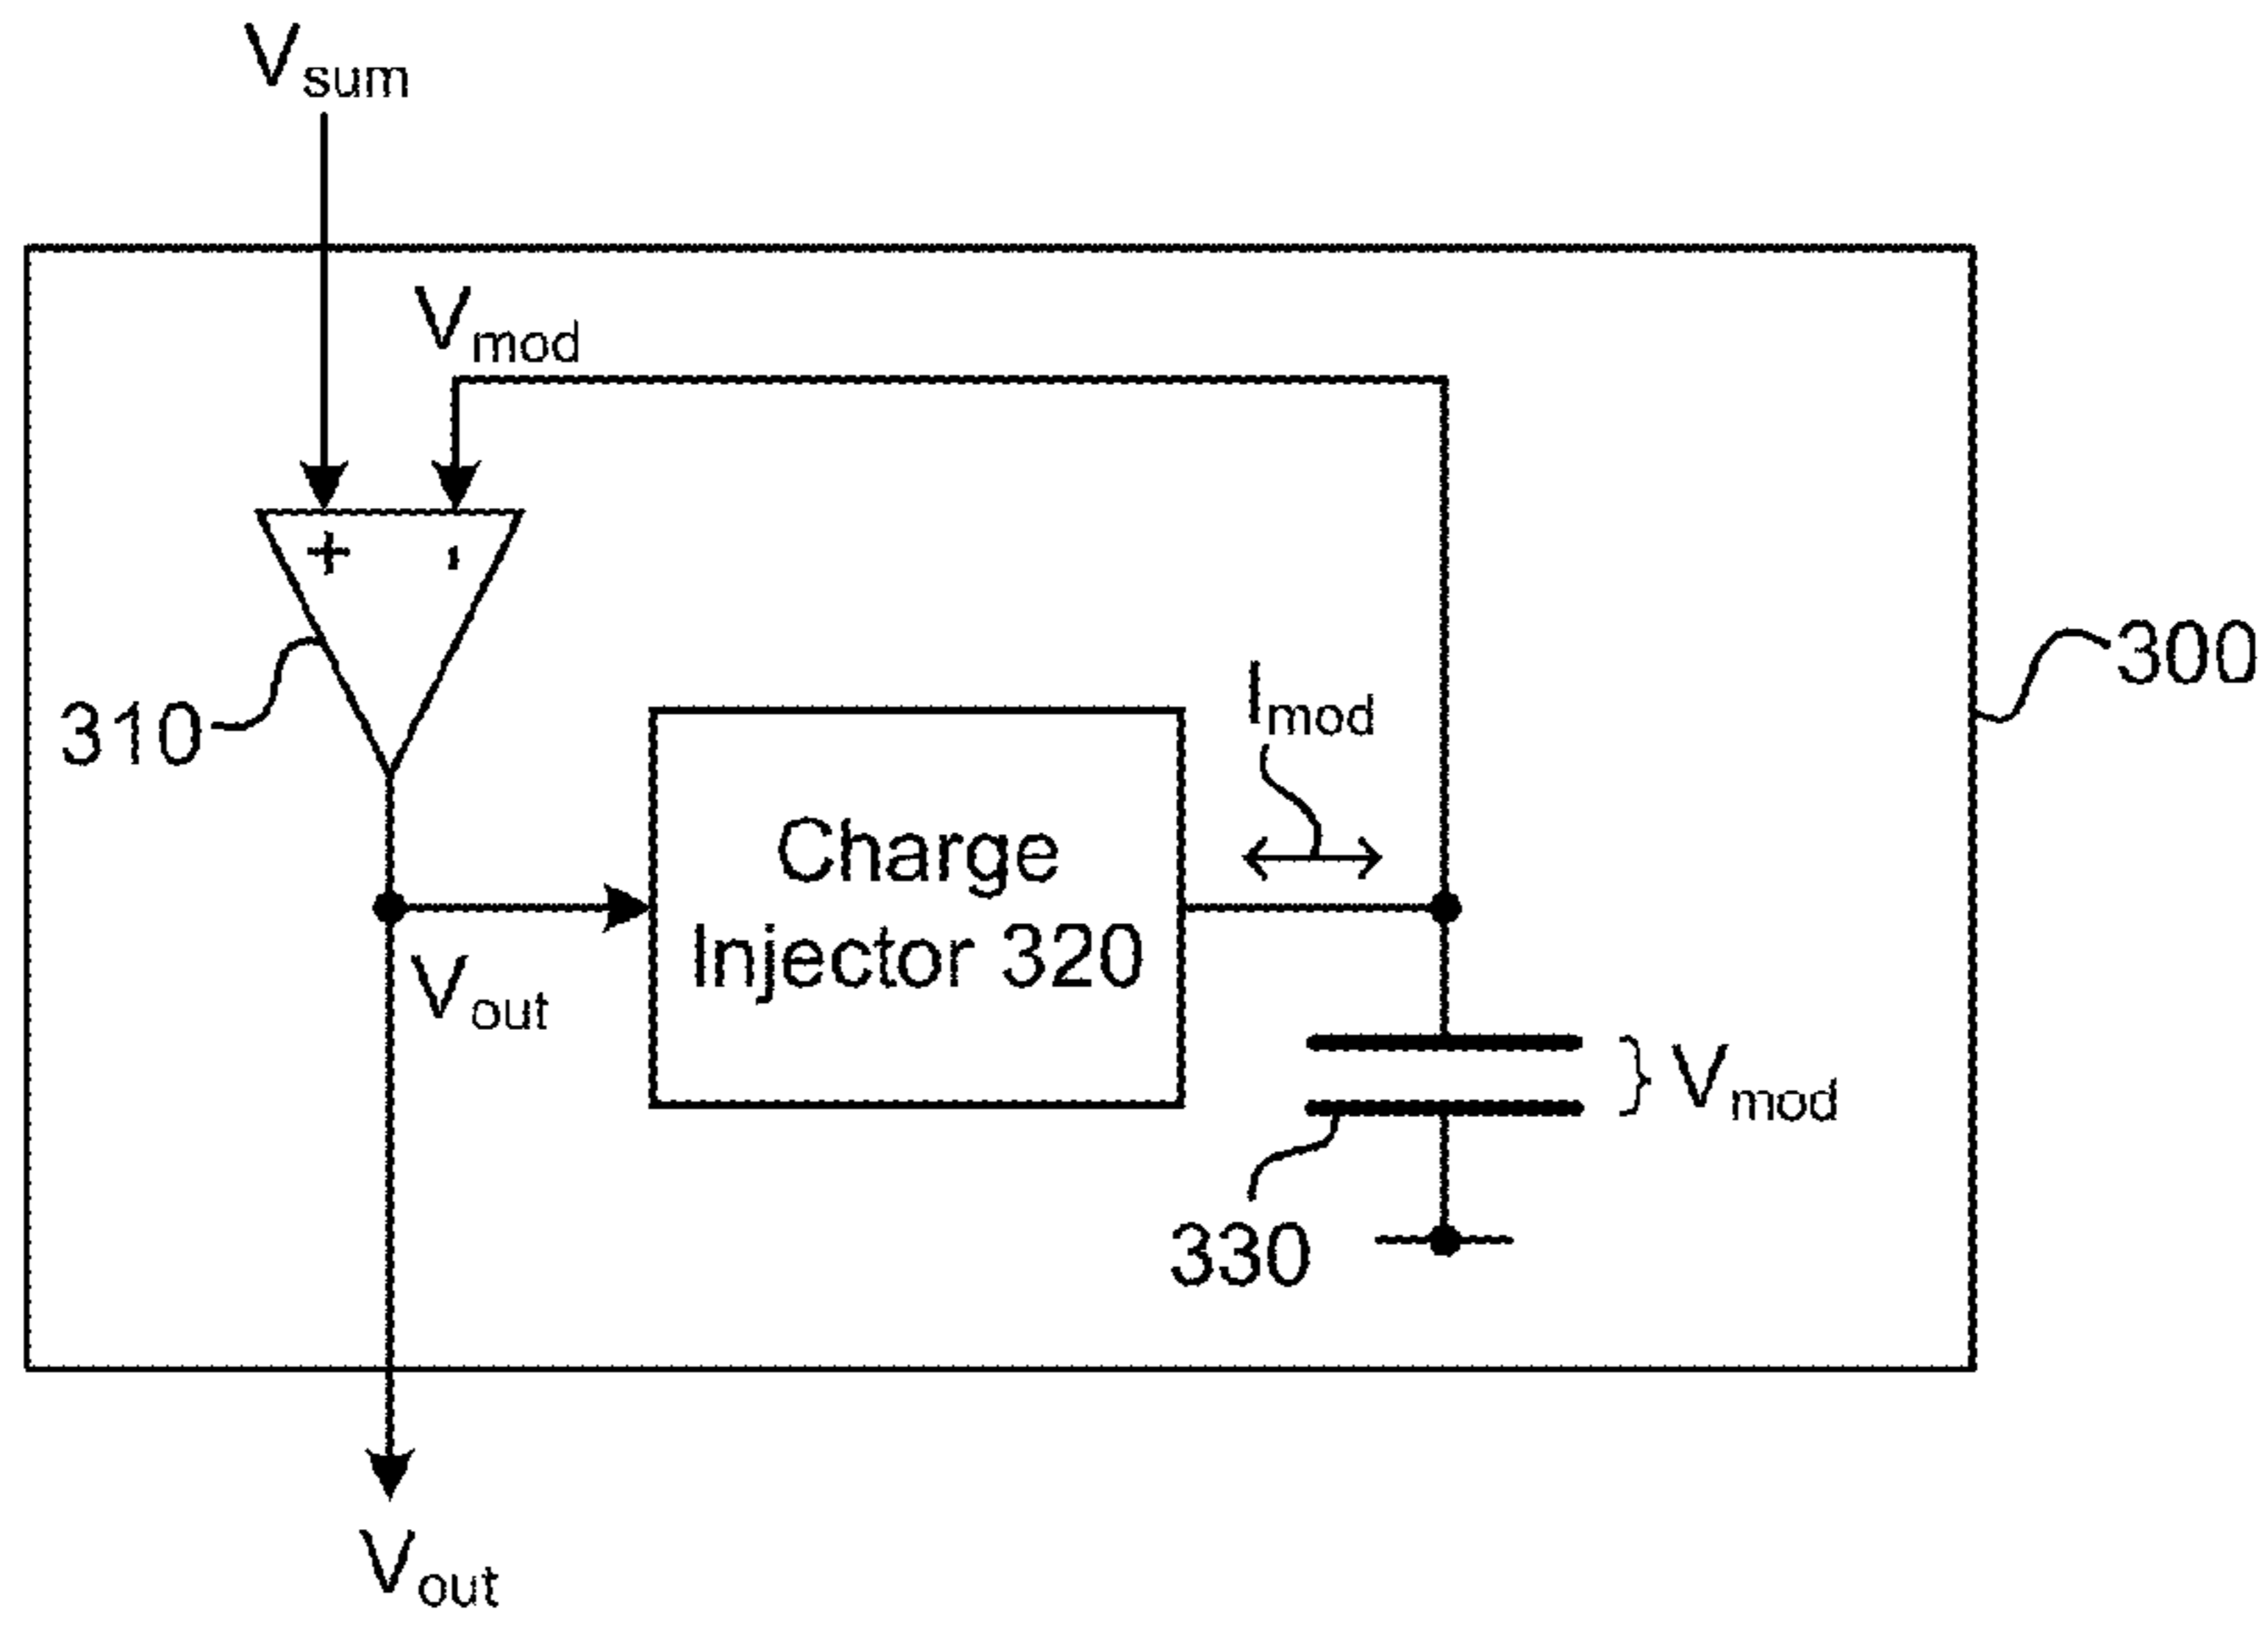 Vsum
Vmod
+ -
310
Imod
300
Charge
Injector 320
Vout
Vmod
330
Vout